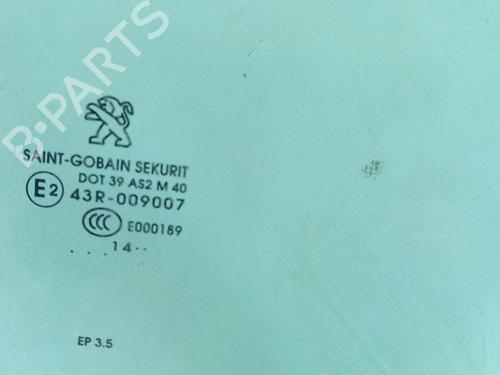 B-PARTS
SAINT-GOBAIN SEKURIT
DOT 39 AS2 M 40
E2 43R-009007
CCC E000189
...14..
EP 3.5